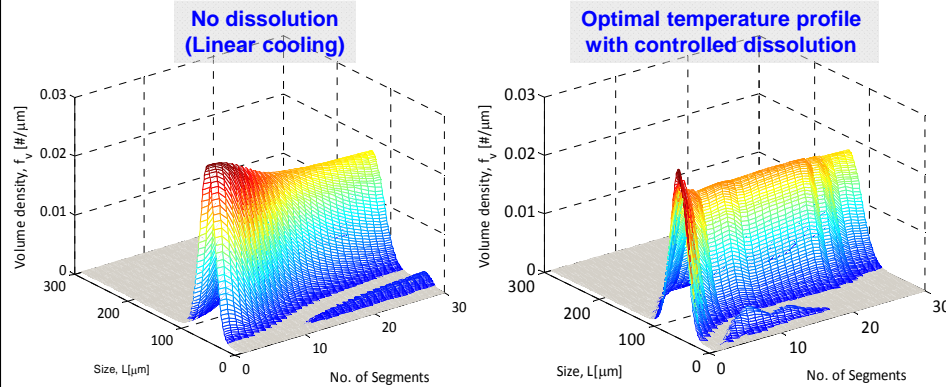 No dissolution
(Linear cooling)
Optimal temperature profile
with controlled dissolution
Volume density, fᵥ [#/μm]
0.03
0.02
0.01
0
300
200
100
0
0
10
20
30
Size, L[μm]
No. of Segments
Volume density, fᵥ [#/μm]
0.03
0.02
0.01
0
300
200
100
0
0
10
20
30
Size, L[μm]
No. of Segments